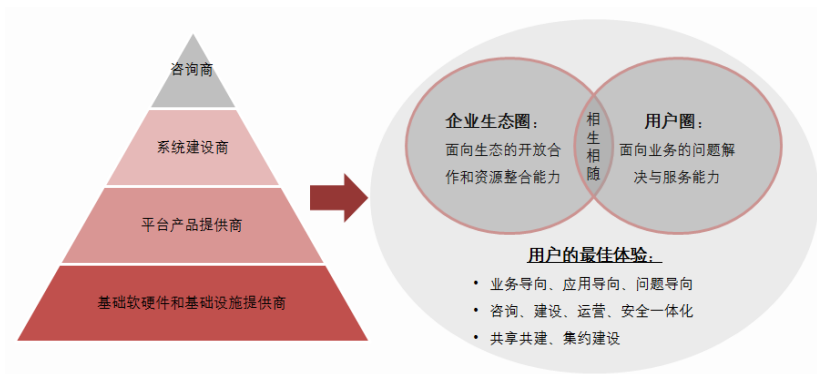 咨询商
系统建设商
平台产品提供商
基础软硬件和基础设施提供商
企业生态圈：
面向生态的开放合
作和资源整合能力
相
生
相
随
用户圈：
面向业务的问题解
决与服务能力
用户的最佳体验：
• 业务导向、应用导向、问题导向
• 咨询、建设、运营、安全一体化
• 共享共建、集约建设